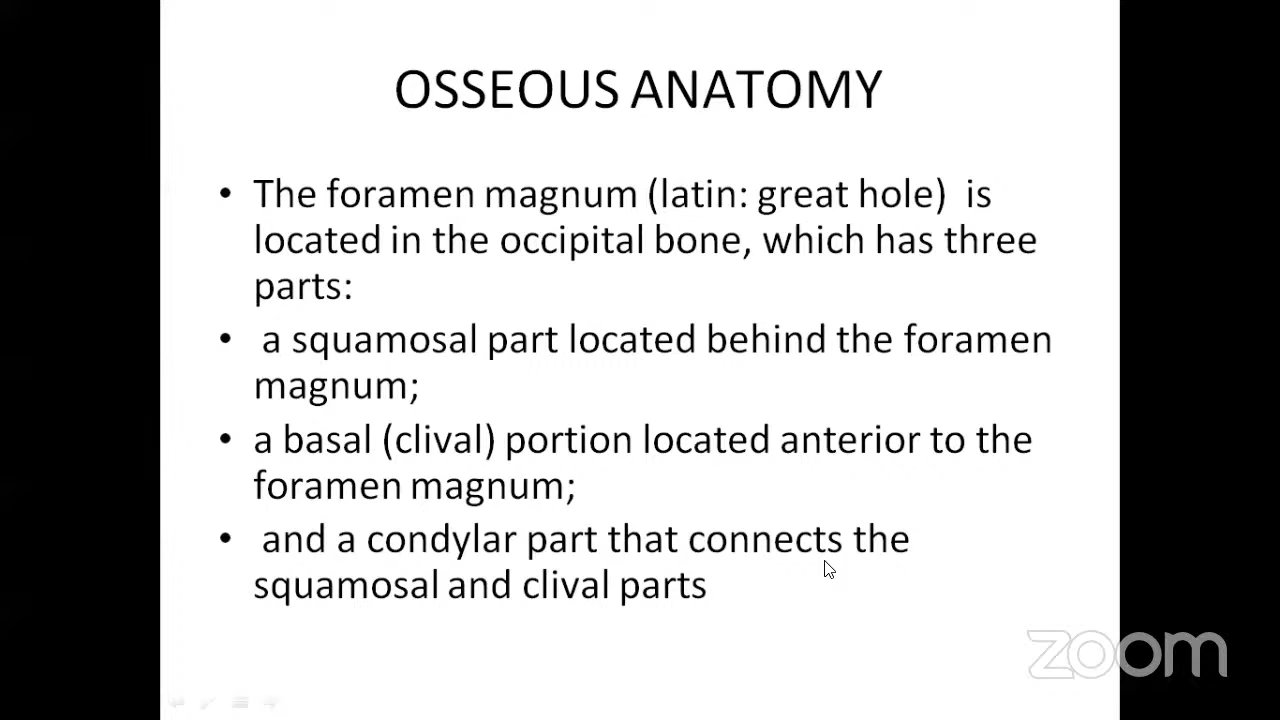 OSSEOUS ANATOMY
• The foramen magnum (latin: great hole) is
located in the occipital bone, which has three
parts:
• a squamosal part located behind the foramen
magnum;
• a basal (clival) portion located anterior to the
foramen magnum;
• and a condylar part that connects the
squamosal and clival parts
zoom